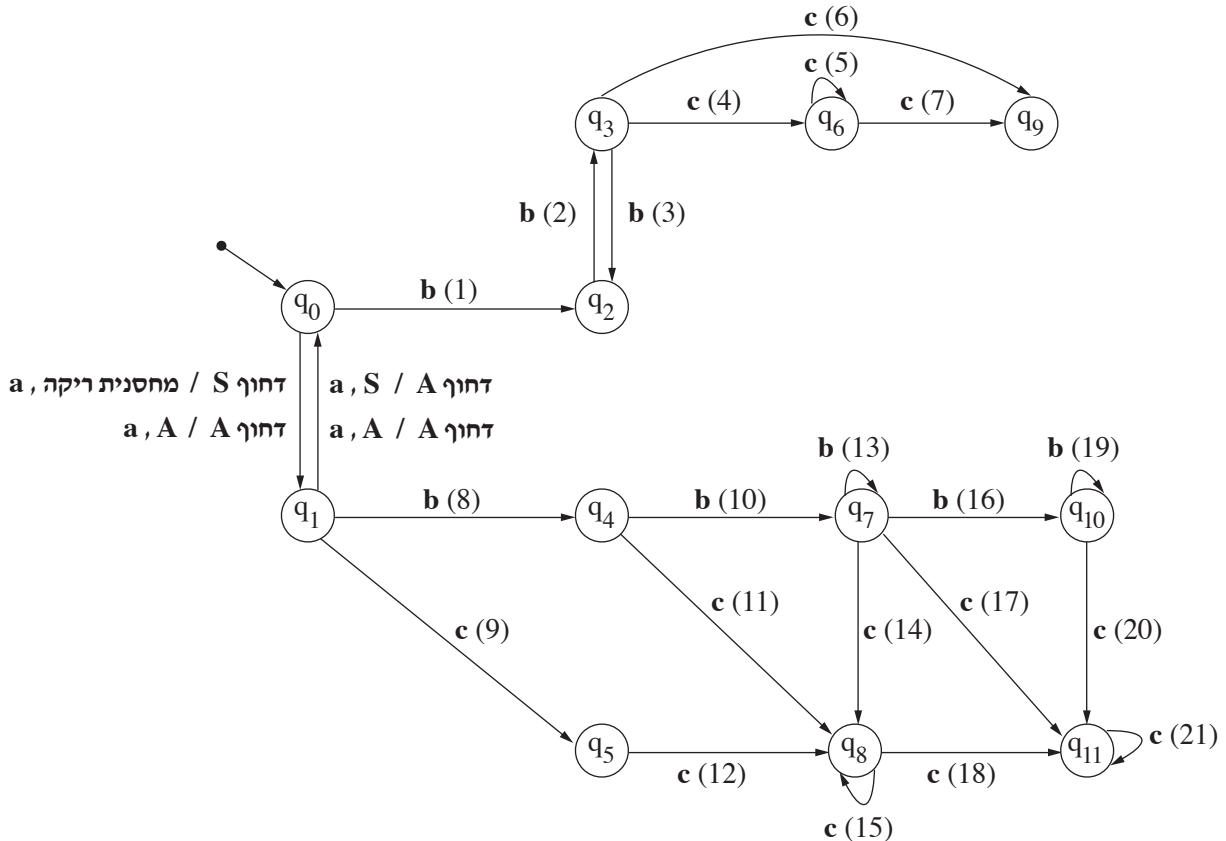 c (6)
c (5)
q3
c (4)
q6
c (7)
q9
b (2)
b (3)
q0
b (1)
q2
a , מחסנית ריקה / דחוף S
a , S / דחוף A
a , A / דחוף A
a , A / דחוף A
b (13)
b (19)
q1
b (8)
q4
b (10)
q7
b (16)
q10
c (9)
c (11)
c (14)
c (17)
c (20)
q5
c (12)
q8
c (18)
q11
c (21)
c (15)